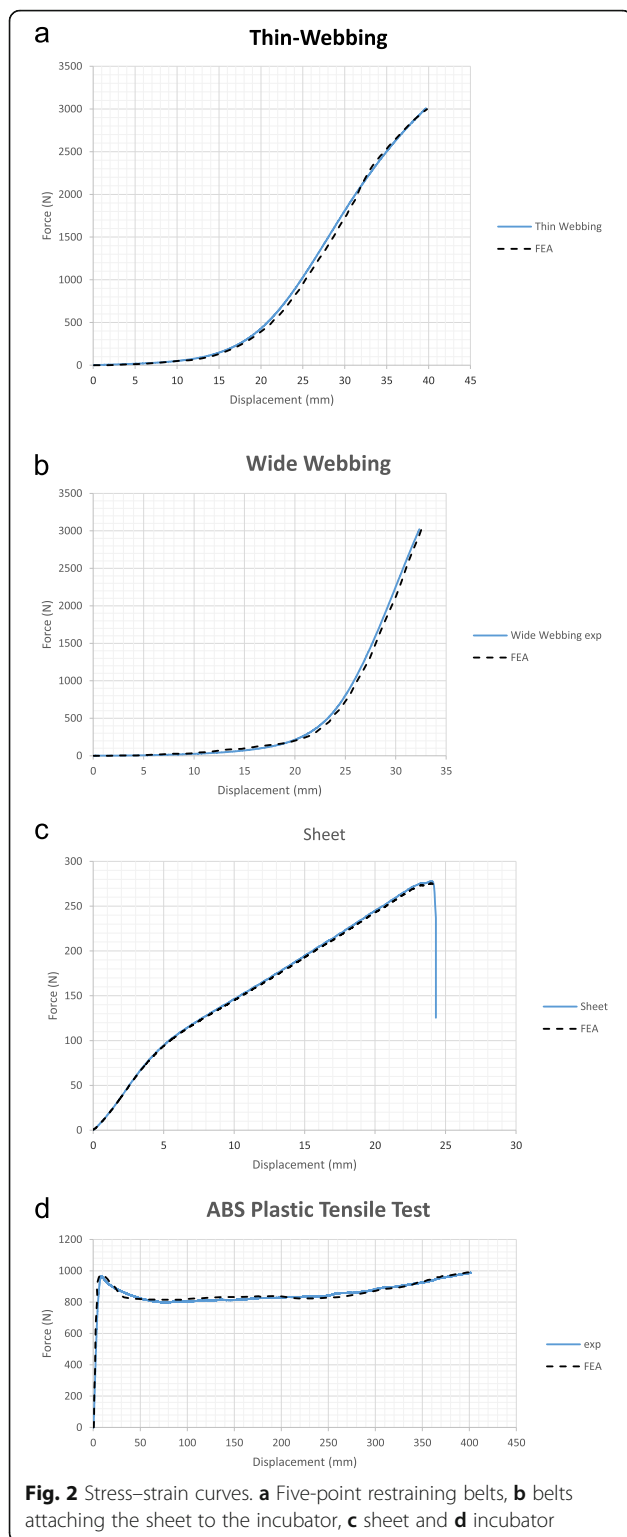 a
Thin-Webbing
3500
3000
2500
2000
1500
1000
500
0
Force (N)
0 5 10 15 20 25 30 35 40 45
Displacement (mm)
Thin Webbing
FEA
b
Wide Webbing
3500
3000
2500
2000
1500
1000
500
0
Force (N)
0 5 10 15 20 25 30 35
Displacement (mm)
Wide Webbing exp
FEA
c
Sheet
300
250
200
150
100
50
0
Force (N)
0 5 10 15 20 25 30
Displacement (mm)
Sheet
FEA
d
ABS Plastic Tensile Test
1200
1000
800
600
400
200
0
Force (N)
0 50 100 150 200 250 300 350 400 450
Displacement (mm)
exp
FEA
Fig. 2 Stress–strain curves. a Five-point restraining belts, b belts
attaching the sheet to the incubator, c sheet and d incubator